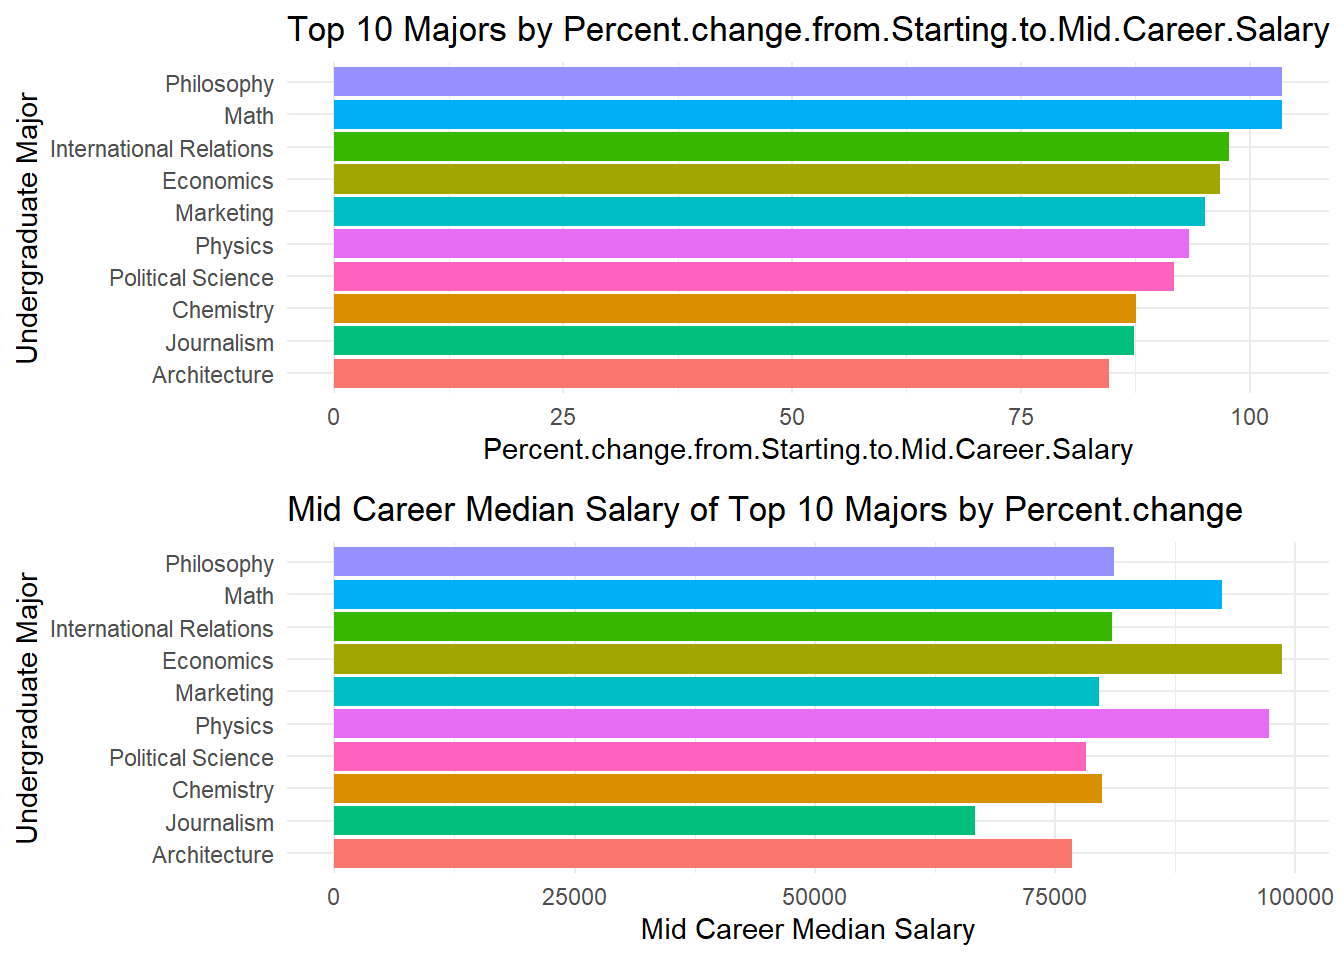 Top 10 Majors by Percent.change.from.Starting.to.Mid.Career.Salary
Undergraduate Major
Philosophy
Math
International Relations
Economics
Marketing
Physics
Political Science
Chemistry
Journalism
Architecture
0 25 50 75 100
Percent.change.from.Starting.to.Mid.Career.Salary
Mid Career Median Salary of Top 10 Majors by Percent.change
Undergraduate Major
Philosophy
Math
International Relations
Economics
Marketing
Physics
Political Science
Chemistry
Journalism
Architecture
0 25000 50000 75000 100000
Mid Career Median Salary